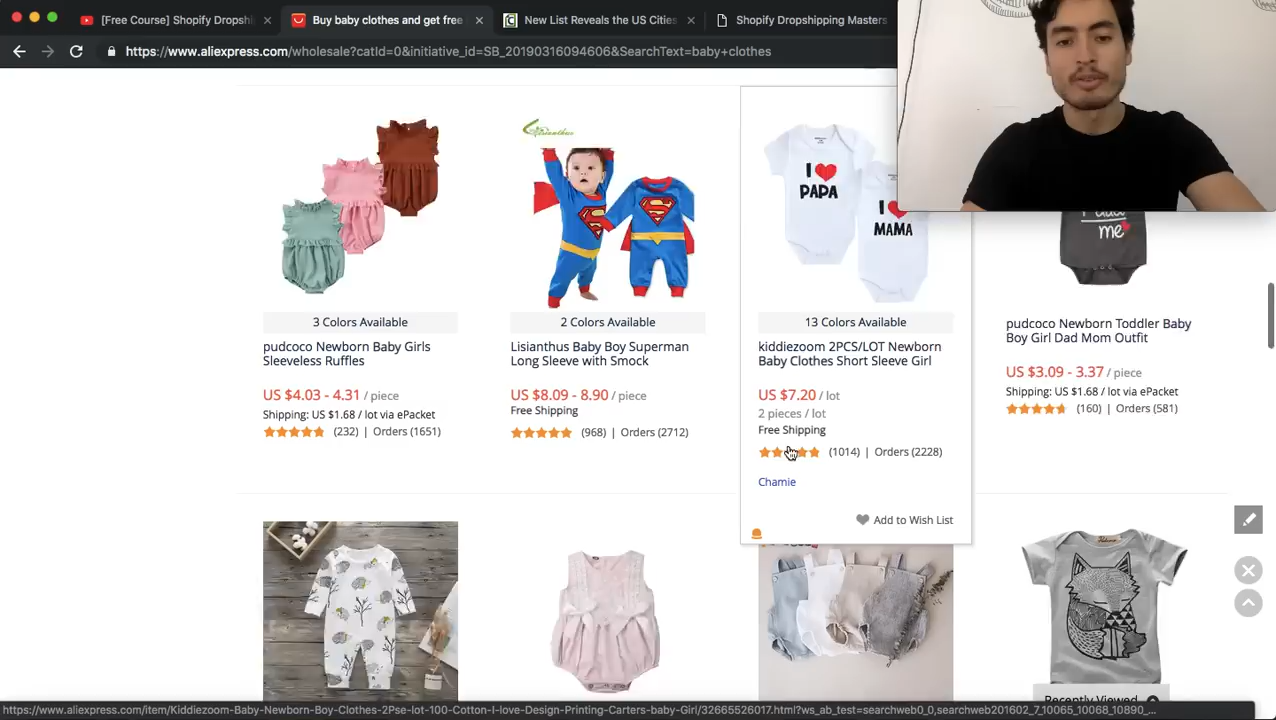 [Free Course] Shopify Dropshi
Buy baby clothes and get free
New List Reveals the US Cities
Shopify Dropshipping Masters
https://www.aliexpress.com/wholesale?catId=0&initiative_id=SB_20190316094606&SearchText=baby+clothes
I
PAPA
I
MAMA
me
3 Colors Available
pudcoco Newborn Baby Girls
Sleeveless Ruffles
US $4.03 - 4.31 / piece
Shipping: US $1.68 / lot via ePacket
(232) | Orders (1651)
2 Colors Available
Lisianthus Baby Boy Superman
Long Sleeve with Smock
US $8.09 - 8.90 / piece
Free Shipping
(968) | Orders (2712)
13 Colors Available
kiddiezoom 2PCS/LOT Newborn
Baby Clothes Short Sleeve Girl
US $7.20 / lot
2 pieces / lot
Free Shipping
(1014) | Orders (2228)
Chamie
Add to Wish List
pudcoco Newborn Toddler Baby
Boy Girl Dad Mom Outfit
US $3.09 - 3.37 / piece
Shipping: US $1.68 / lot via ePacket
(160) | Orders (581)
Recently Viewed
https://www.aliexpress.com/item/Kiddiezoom-Baby-Newborn-Boy-Clothes-2Pse-lot-100-Cotton-I-love-Design-Printing-Carters-baby-Girl/32665526017.html?ws_ab_test=searchweb0_0,searchweb201602_7_10065_10068_10890_...